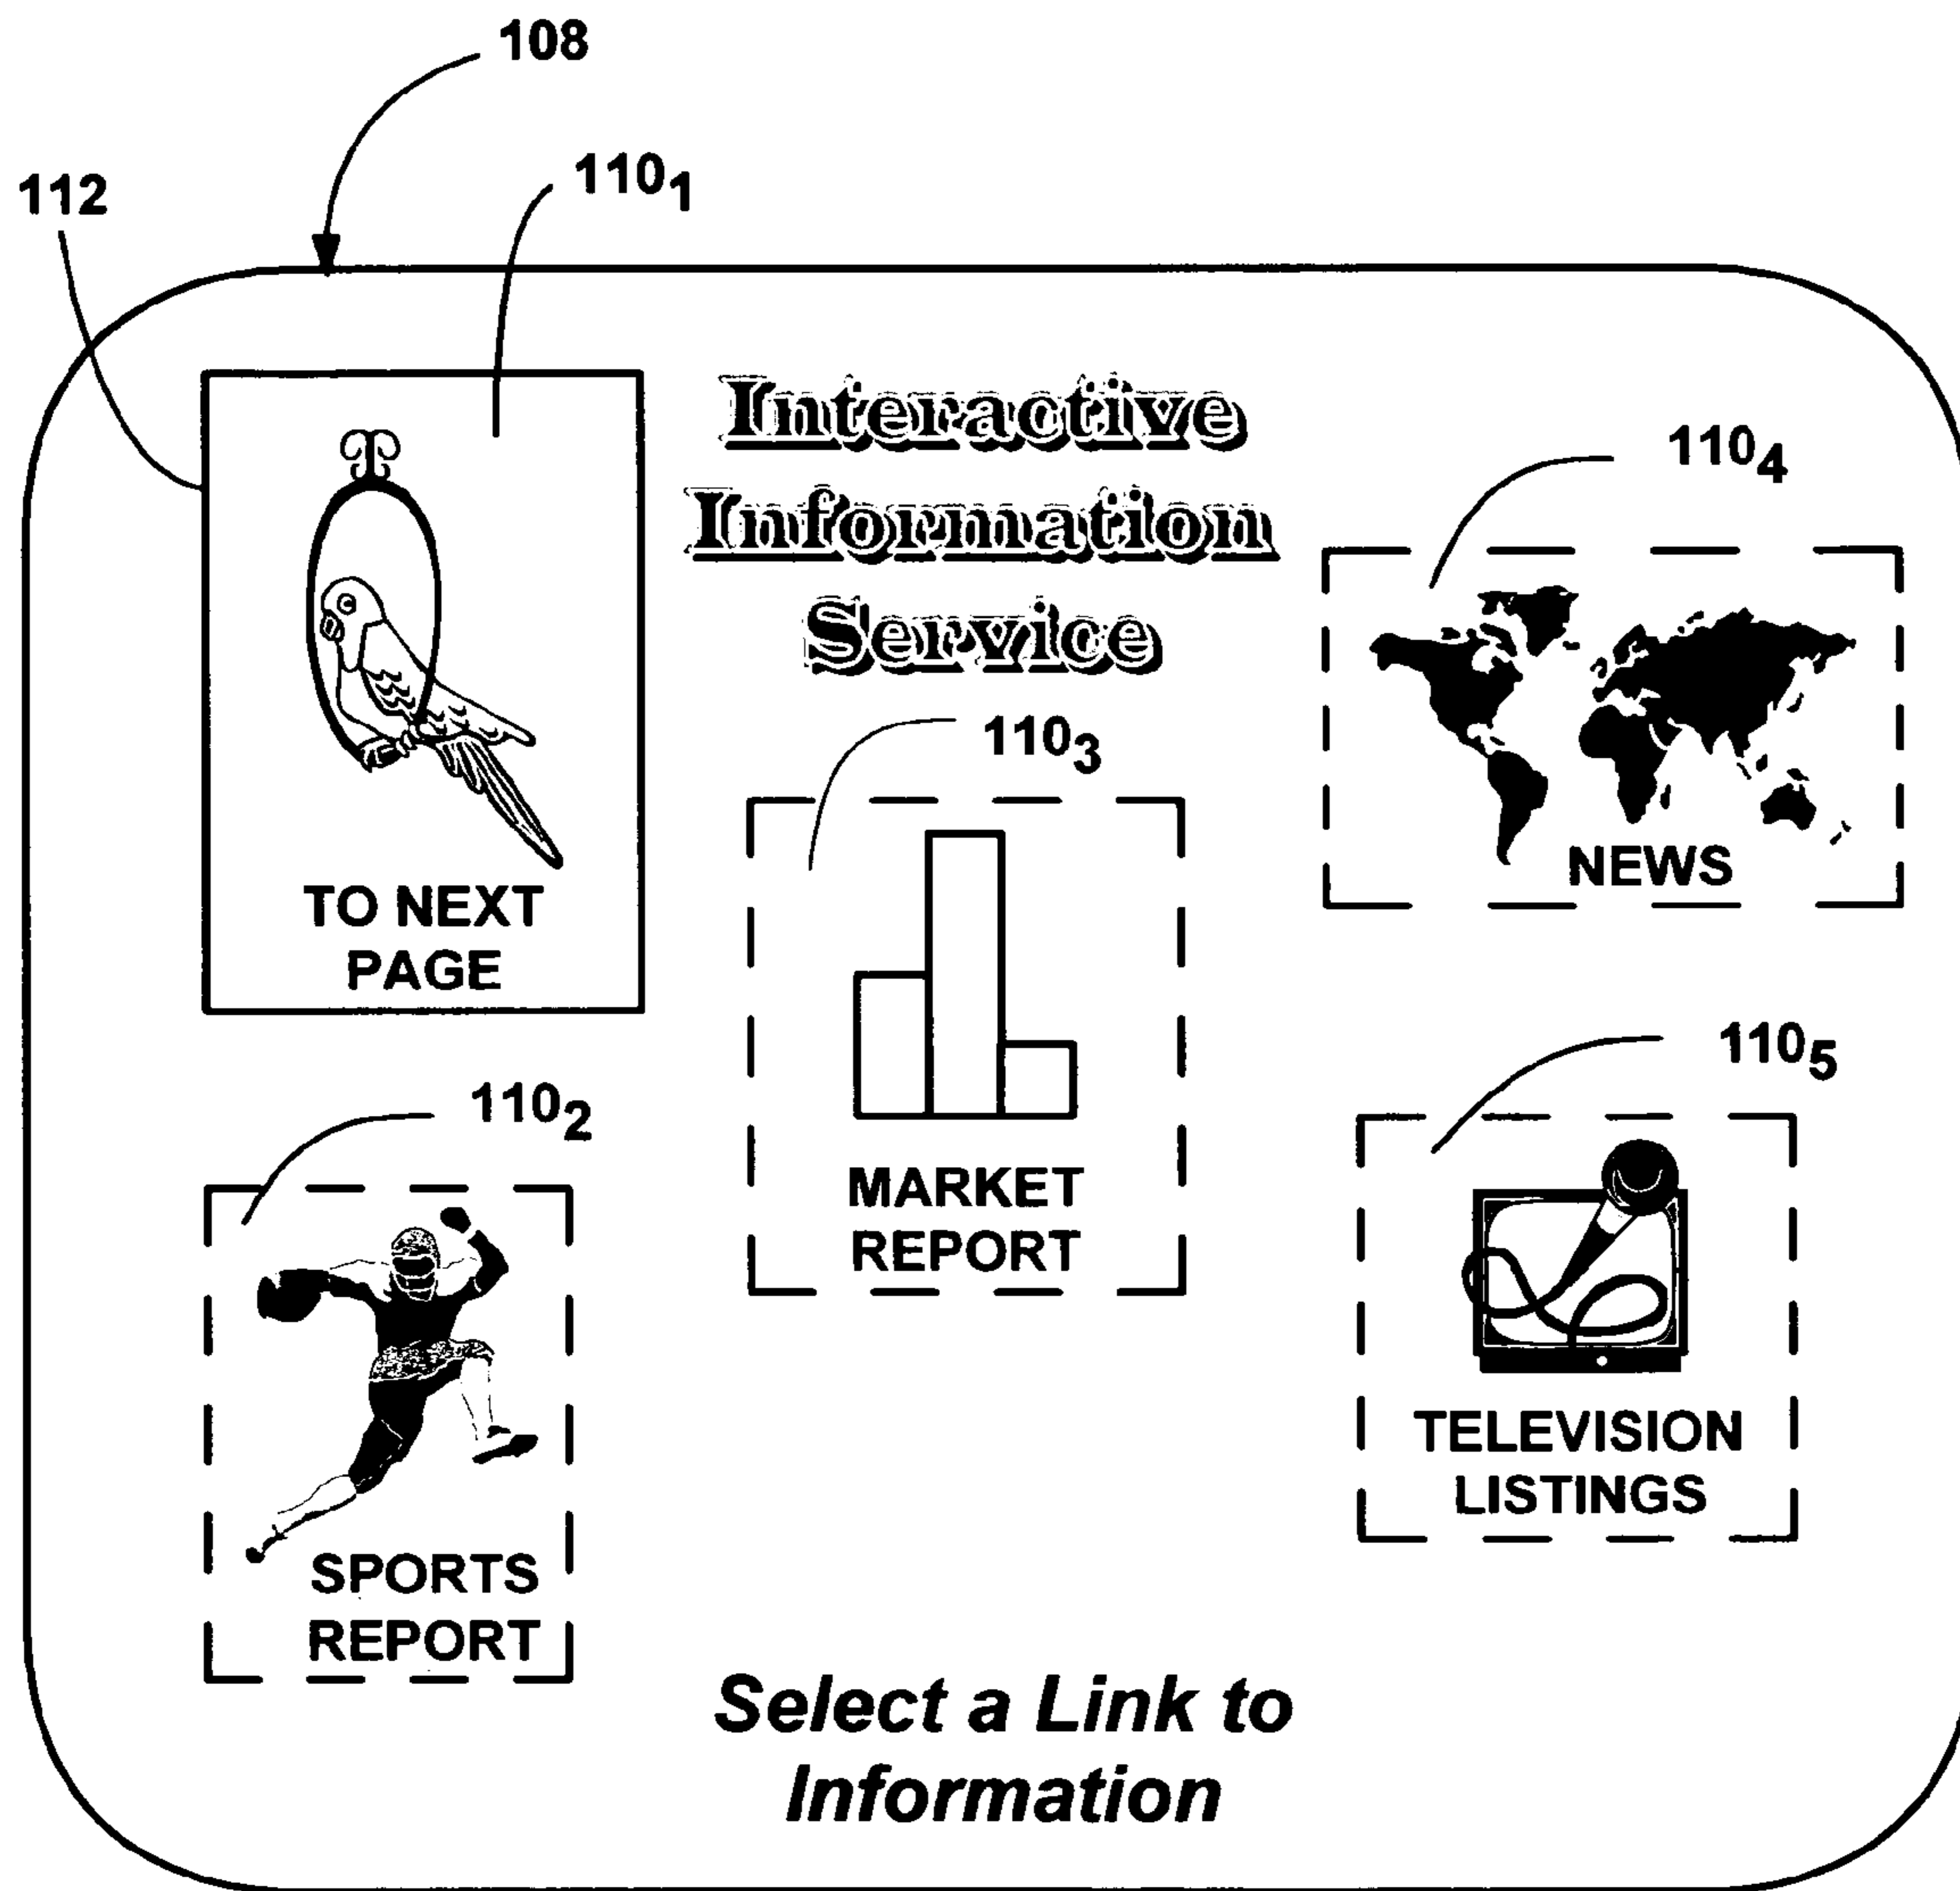 108
110₁
112
Interactive
Information
Service
110₄
110₃
NEWS
TO NEXT
PAGE
110₅
110₂
MARKET
REPORT
TELEVISION
LISTINGS
SPORTS
REPORT
Select a Link to
Information